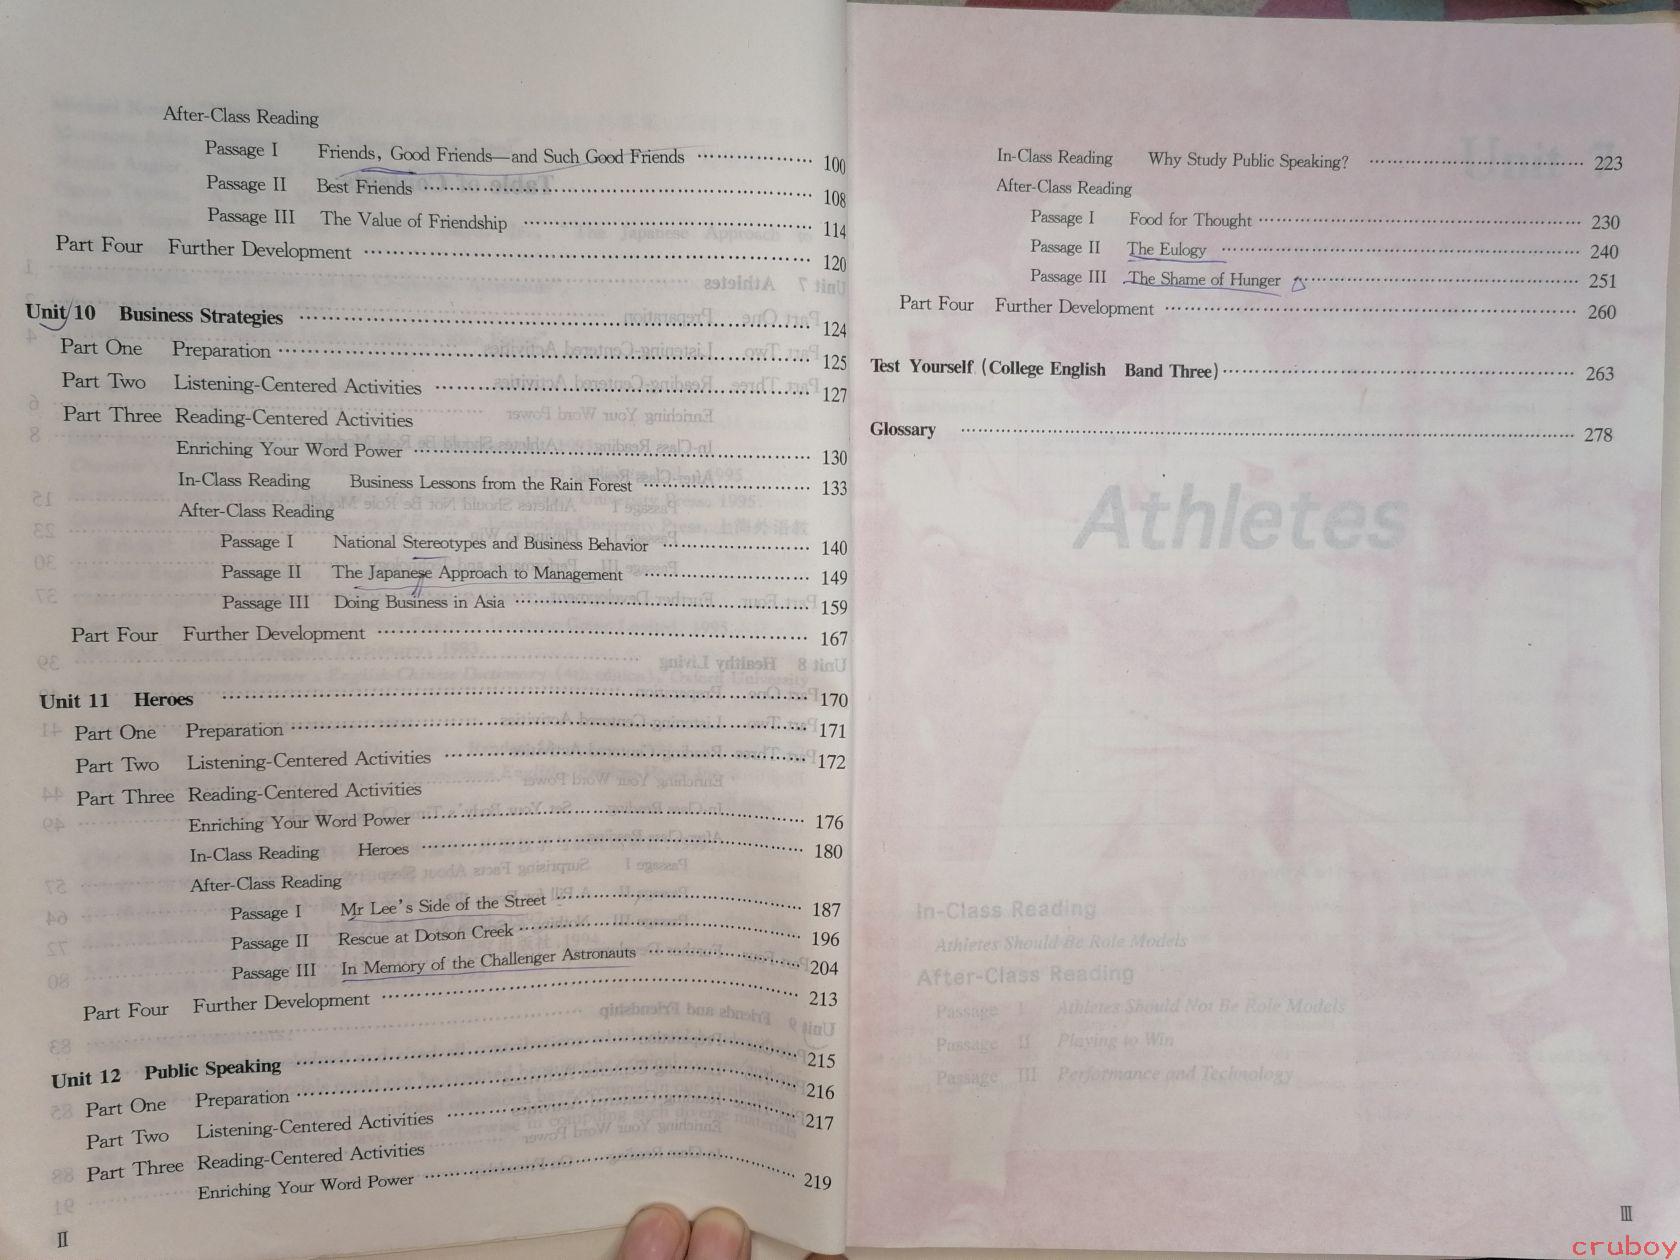 After-Class Reading
Passage I Friends, Good Friends—and Such Good Friends 100
Passage II Best Friends 108
Passage III The Value of Friendship 114
Part Four Further Development 120
Unit 10 Business Strategies 124
Part One Preparation 125
Part Two Listening-Centered Activities 127
Part Three Reading-Centered Activities
Enriching Your Word Power 130
In-Class Reading Business Lessons from the Rain Forest 133
After-Class Reading
Passage I National Stereotypes and Business Behavior 140
Passage II The Japanese Approach to Management 149
Passage III Doing Business in Asia 159
Part Four Further Development 167
Unit 11 Heroes 170
Part One Preparation 171
Part Two Listening-Centered Activities 172
Part Three Reading-Centered Activities
Enriching Your Word Power 176
In-Class Reading Heroes 180
After-Class Reading
Passage I Mr Lee's Side of the Street 187
Passage II Rescue at Dotson Creek 196
Passage III In Memory of the Challenger Astronauts 204
Part Four Further Development 213
Unit 12 Public Speaking 215
Part One Preparation 216
Part Two Listening-Centered Activities 217
Part Three Reading-Centered Activities
Enriching Your Word Power 219
II
In-Class Reading Why Study Public Speaking? 223
After-Class Reading
Passage I Food for Thought 230
Passage II The Eulogy 240
Passage III The Shame of Hunger 251
Part Four Further Development 260
Test Yourself (College English Band Three) 263
Glossary 278
Athletes
In-Class Reading
Athletes Should Be Role Models
After-Class Reading
Passage I Athletes Should Not Be Role Models
Passage II Playing to Win
Passage III Performance and Technology
III
cruboy